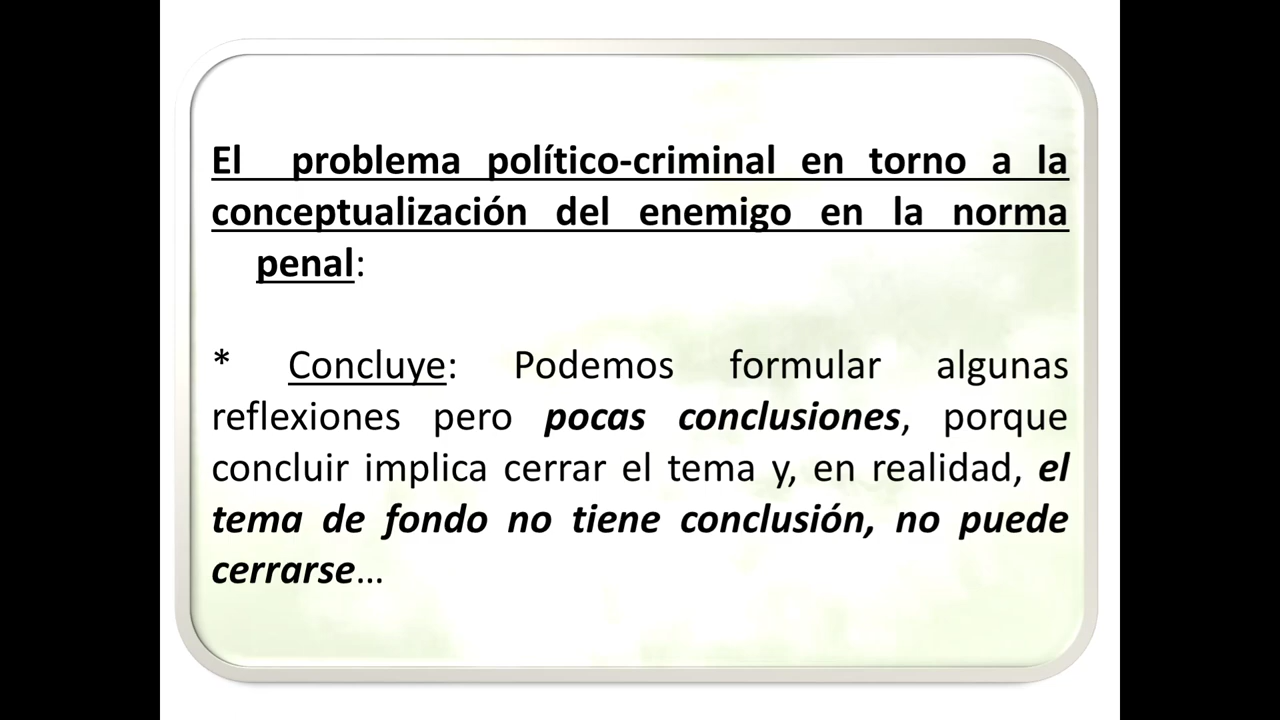 El problema político-criminal en torno a la
conceptualización del enemigo en la norma
penal:
* Concluye: Podemos formular algunas
reflexiones pero pocas conclusiones, porque
concluir implica cerrar el tema y, en realidad, el
tema de fondo no tiene conclusión, no puede
cerrarse...